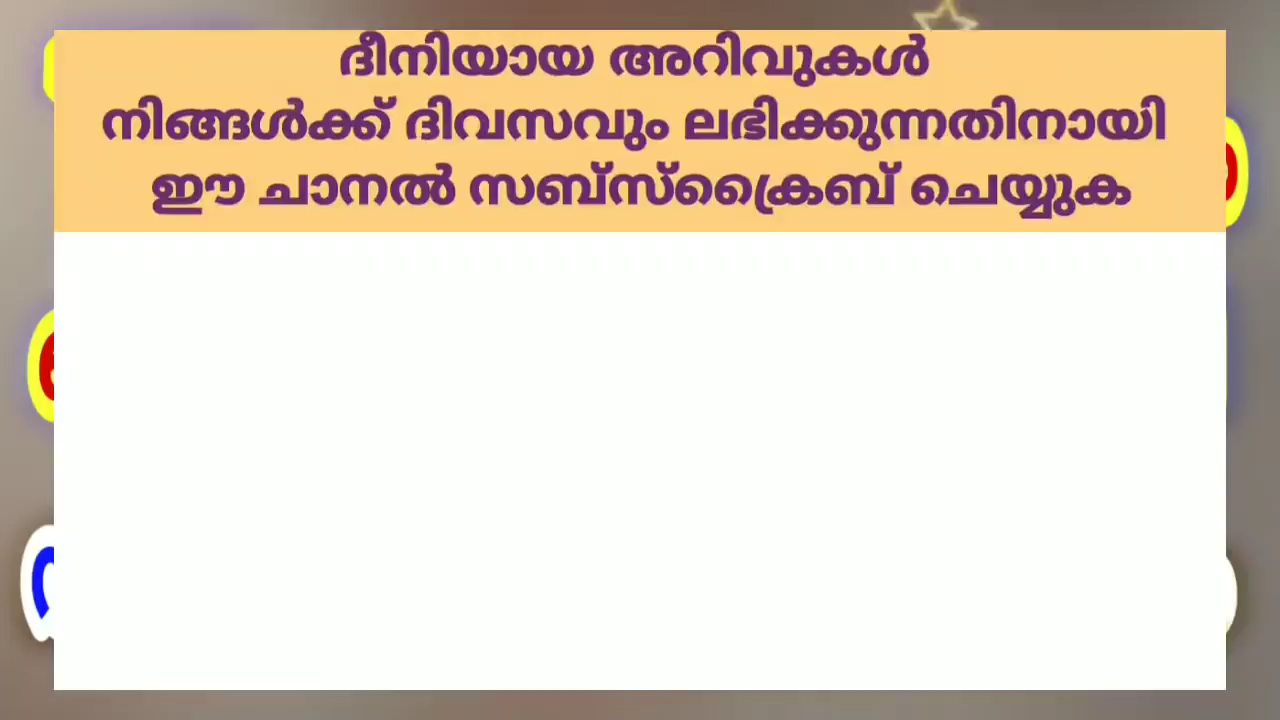 ദീനിയായ അറിവുകൾ
നിങ്ങൾക്ക് ദിവസവും ലഭിക്കുന്നതിനായി
ഈ ചാനൽ സബ്സ്ക്രൈബ് ചെയ്യുക